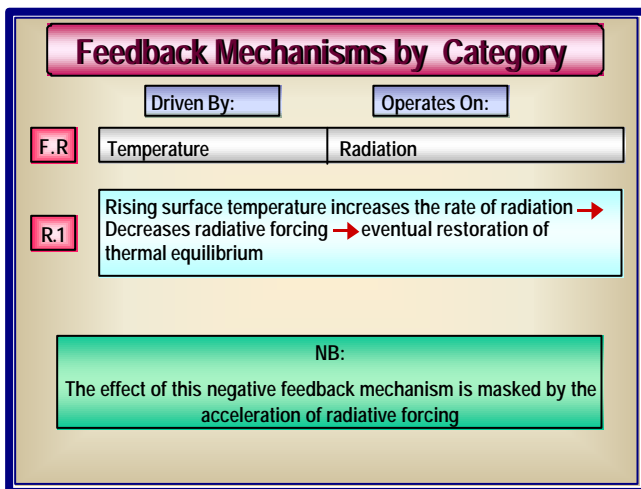 Feedback Mechanisms by Category
Driven By:
Operates On:
F.R
Temperature
Radiation
R.1
Rising surface temperature increases the rate of radiation →
Decreases radiative forcing → eventual restoration of
thermal equilibrium
NB:
The effect of this negative feedback mechanism is masked by the
acceleration of radiative forcing